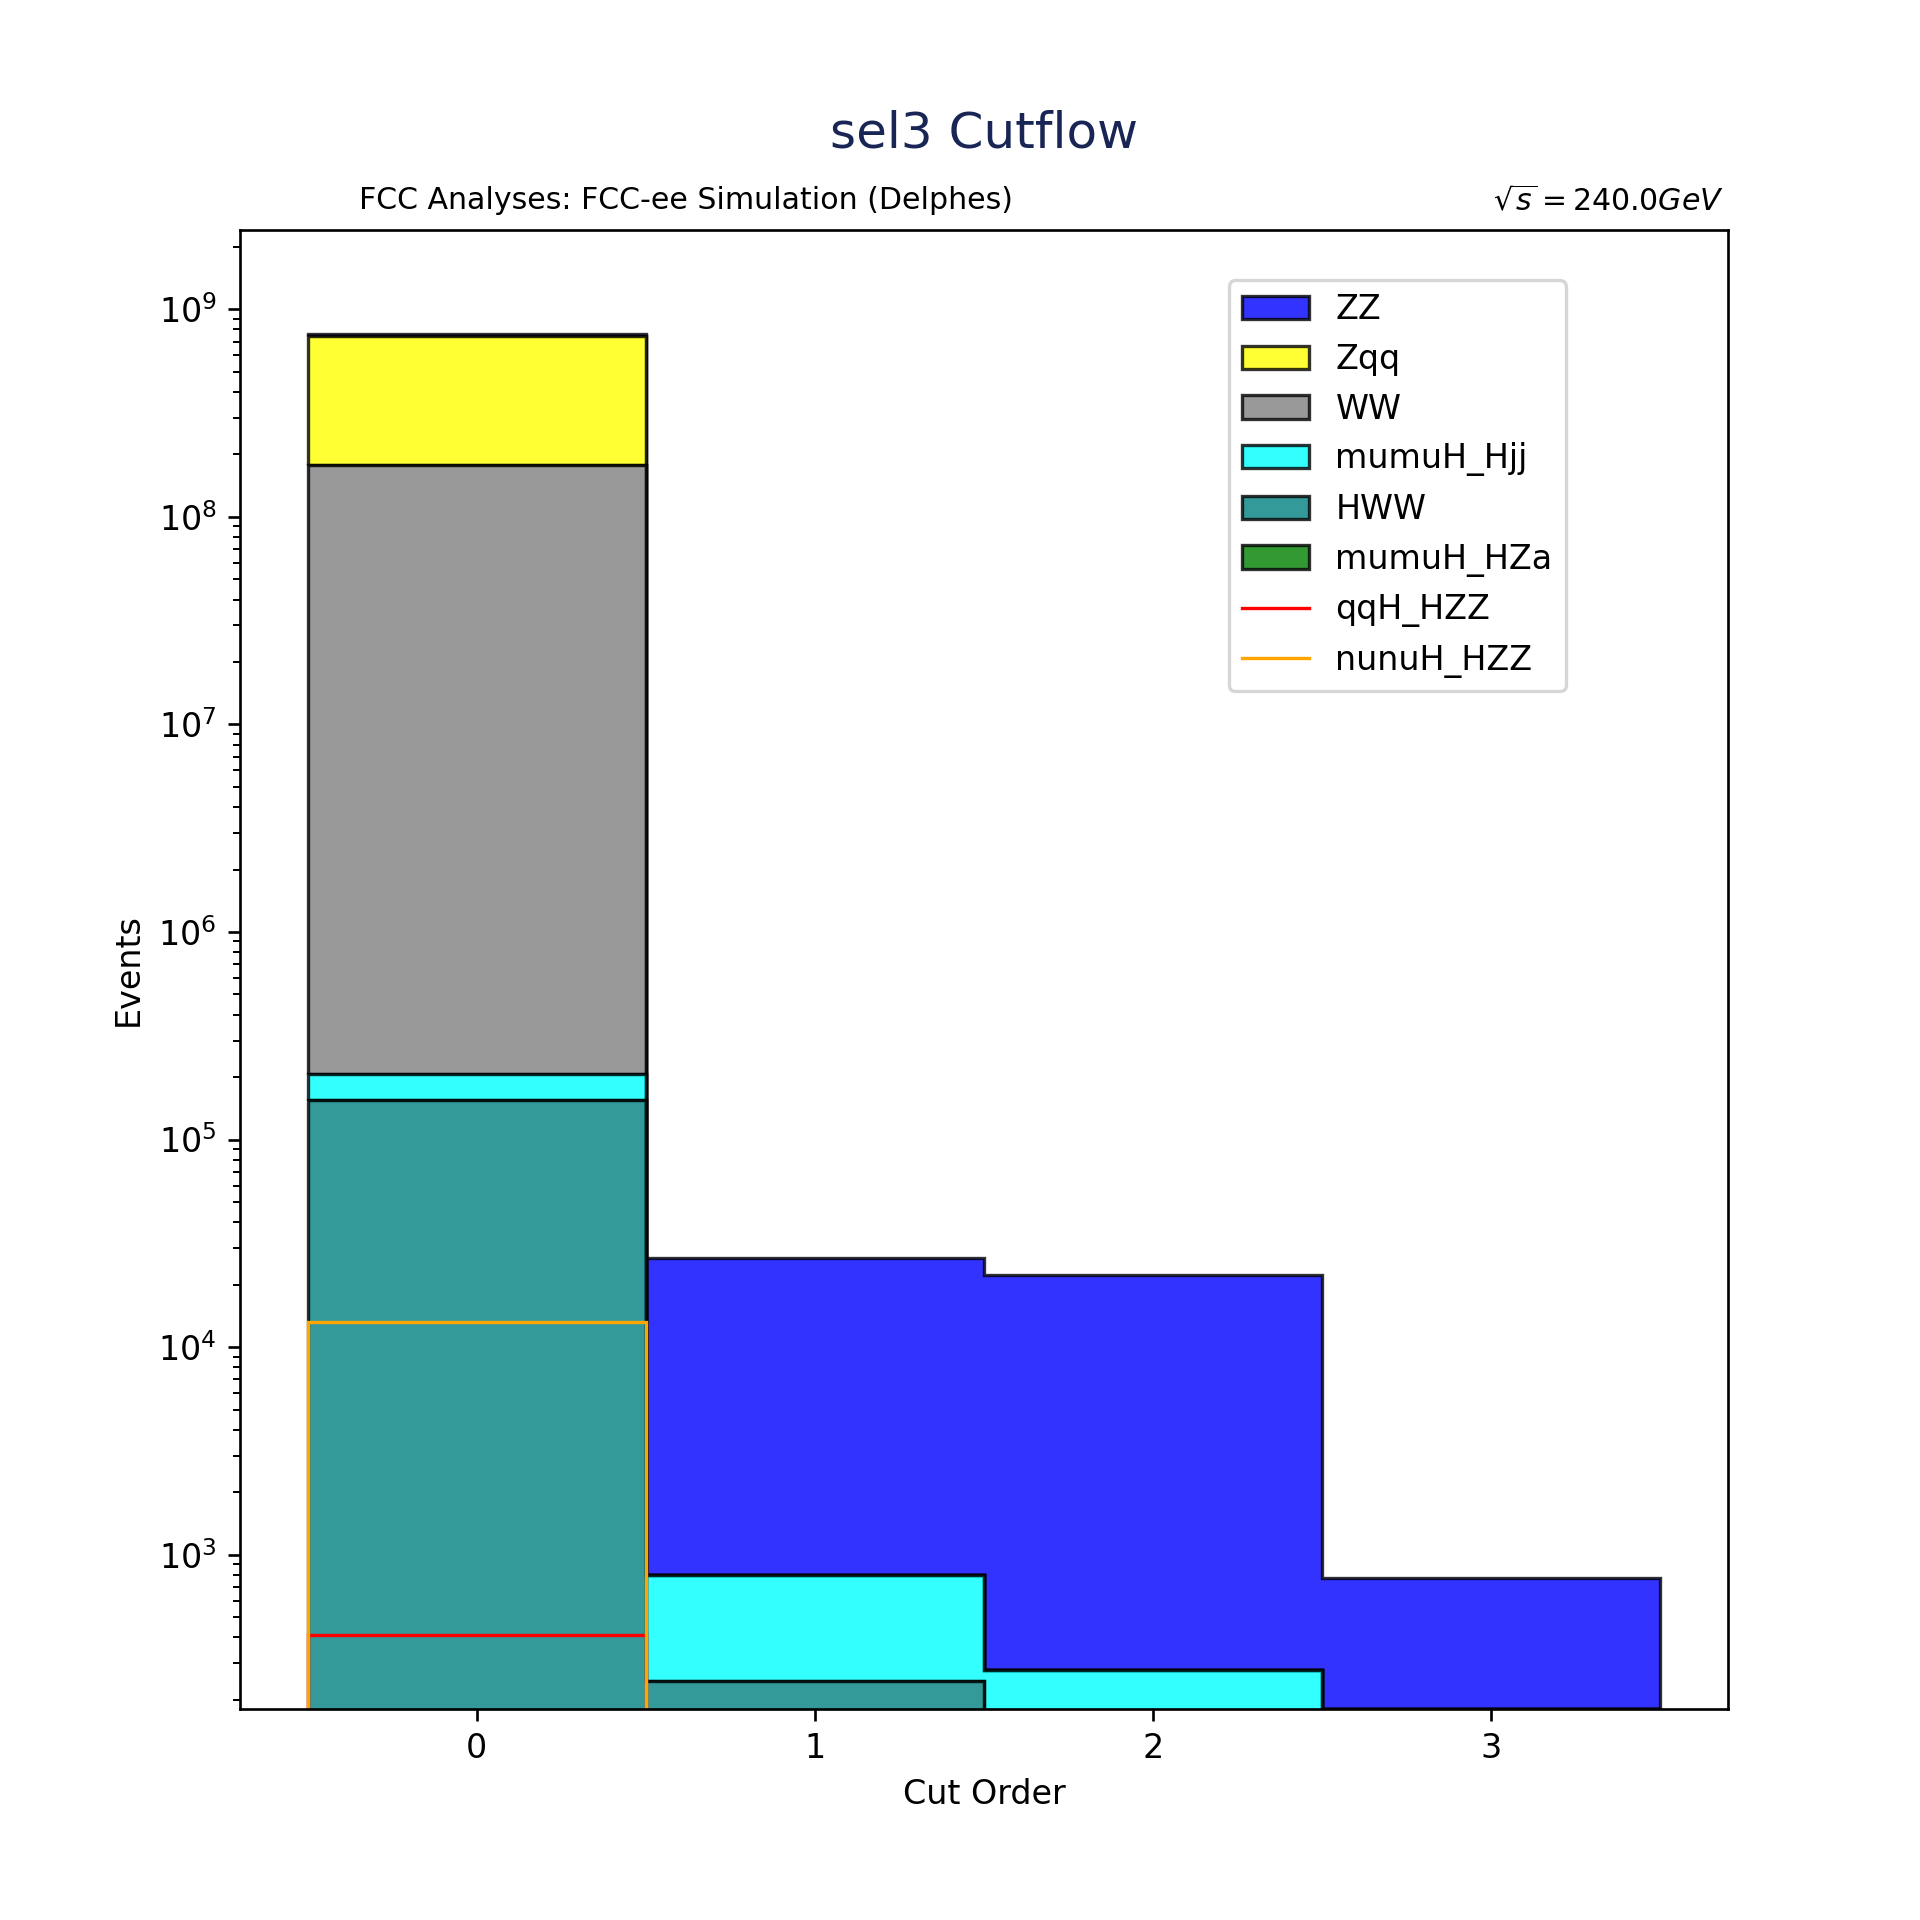 sel3 Cutflow
FCC Analyses: FCC-ee Simulation (Delphes)
√s = 240.0GeV
10⁹
10⁸
10⁷
10⁶
10⁵
10⁴
10³
Events
ZZ
Zqq
WW
mumuH_Hjj
HWW
mumuH_HZa
qqH_HZZ
nunuH_HZZ
0 1 2 3
Cut Order